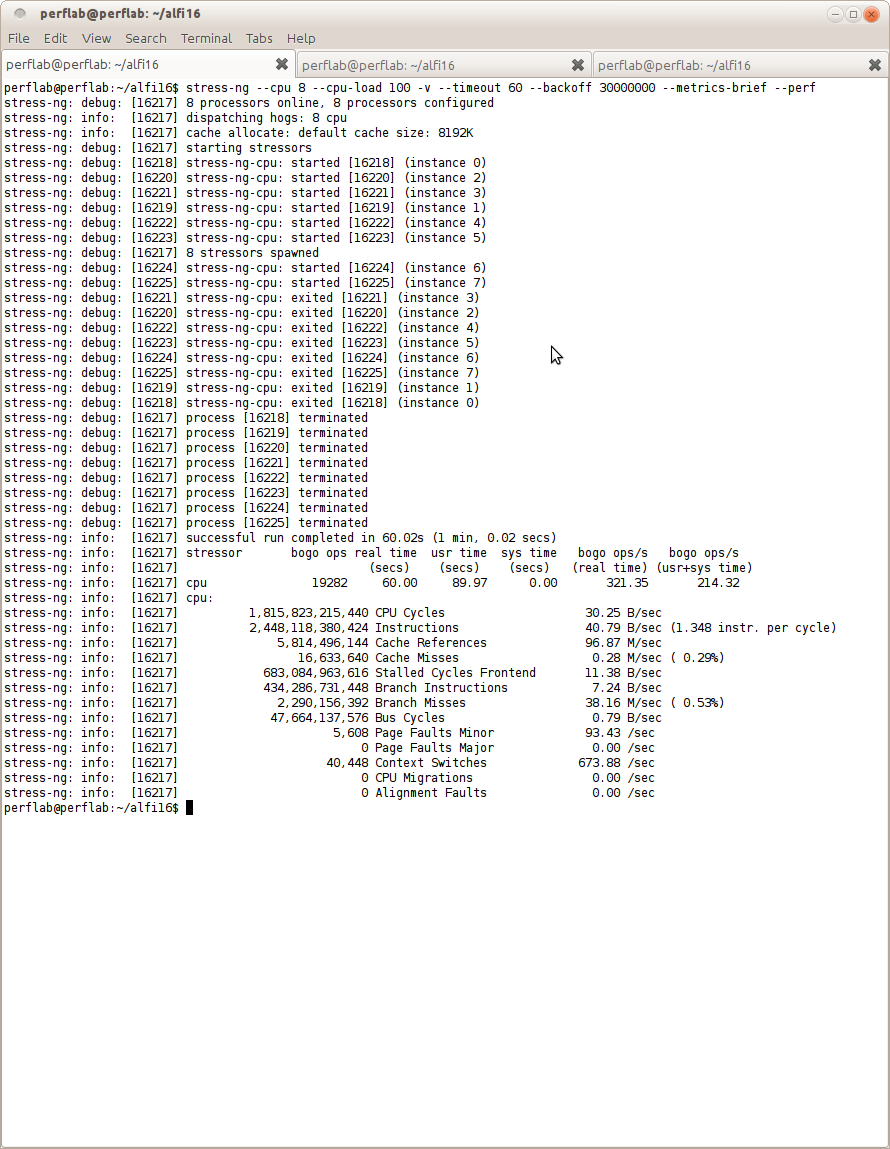 perflab@perflab: ~/alfi16
File Edit View Search Terminal Tabs Help
perflab@perflab: ~/alfi16 perflab@perflab: ~/alfi16 perflab@perflab: ~/alfi16
perflab@perflab:~/alfi16$ stress-ng --cpu 8 --cpu-load 100 -v --timeout 60 --backoff 30000000 --metrics-brief --perf
stress-ng: debug: [16217] 8 processors online, 8 processors configured
stress-ng: info:  [16217] dispatching hogs: 8 cpu
stress-ng: info:  [16217] cache allocate: default cache size: 8192K
stress-ng: debug: [16217] starting stressors
stress-ng: debug: [16218] stress-ng-cpu: started [16218] (instance 0)
stress-ng: debug: [16220] stress-ng-cpu: started [16220] (instance 2)
stress-ng: debug: [16221] stress-ng-cpu: started [16221] (instance 3)
stress-ng: debug: [16219] stress-ng-cpu: started [16219] (instance 1)
stress-ng: debug: [16222] stress-ng-cpu: started [16222] (instance 4)
stress-ng: debug: [16223] stress-ng-cpu: started [16223] (instance 5)
stress-ng: debug: [16217] 8 stressors spawned
stress-ng: debug: [16224] stress-ng-cpu: started [16224] (instance 6)
stress-ng: debug: [16225] stress-ng-cpu: started [16225] (instance 7)
stress-ng: debug: [16221] stress-ng-cpu: exited [16221] (instance 3)
stress-ng: debug: [16220] stress-ng-cpu: exited [16220] (instance 2)
stress-ng: debug: [16222] stress-ng-cpu: exited [16222] (instance 4)
stress-ng: debug: [16223] stress-ng-cpu: exited [16223] (instance 5)
stress-ng: debug: [16224] stress-ng-cpu: exited [16224] (instance 6)
stress-ng: debug: [16225] stress-ng-cpu: exited [16225] (instance 7)
stress-ng: debug: [16219] stress-ng-cpu: exited [16219] (instance 1)
stress-ng: debug: [16218] stress-ng-cpu: exited [16218] (instance 0)
stress-ng: debug: [16217] process [16218] terminated
stress-ng: debug: [16217] process [16219] terminated
stress-ng: debug: [16217] process [16220] terminated
stress-ng: debug: [16217] process [16221] terminated
stress-ng: debug: [16217] process [16222] terminated
stress-ng: debug: [16217] process [16223] terminated
stress-ng: debug: [16217] process [16224] terminated
stress-ng: debug: [16217] process [16225] terminated
stress-ng: info:  [16217] successful run completed in 60.02s (1 min, 0.02 secs)
stress-ng: info:  [16217] stressor       bogo ops real time  usr time  sys time   bogo ops/s   bogo ops/s
stress-ng: info:  [16217]                           (secs)    (secs)    (secs)   (real time) (usr+sys time)
stress-ng: info:  [16217] cpu               19282     60.00     89.97      0.00       321.35       214.32
stress-ng: info:  [16217] cpu:
stress-ng: info:  [16217]          1,815,823,215,440 CPU Cycles                    30.25 B/sec
stress-ng: info:  [16217]          2,448,118,380,424 Instructions                  40.79 B/sec (1.348 instr. per cycle)
stress-ng: info:  [16217]              5,814,496,144 Cache References              96.87 M/sec
stress-ng: info:  [16217]                 16,633,640 Cache Misses                   0.28 M/sec ( 0.29%)
stress-ng: info:  [16217]            683,084,963,616 Stalled Cycles Frontend       11.38 B/sec
stress-ng: info:  [16217]            434,286,731,448 Branch Instructions            7.24 B/sec
stress-ng: info:  [16217]              2,290,156,392 Branch Misses                 38.16 M/sec ( 0.53%)
stress-ng: info:  [16217]             47,664,137,576 Bus Cycles                     0.79 B/sec
stress-ng: info:  [16217]                      5,608 Page Faults Minor             93.43 /sec
stress-ng: info:  [16217]                          0 Page Faults Major              0.00 /sec
stress-ng: info:  [16217]                     40,448 Context Switches             673.88 /sec
stress-ng: info:  [16217]                          0 CPU Migrations                 0.00 /sec
stress-ng: info:  [16217]                          0 Alignment Faults               0.00 /sec
perflab@perflab:~/alfi16$